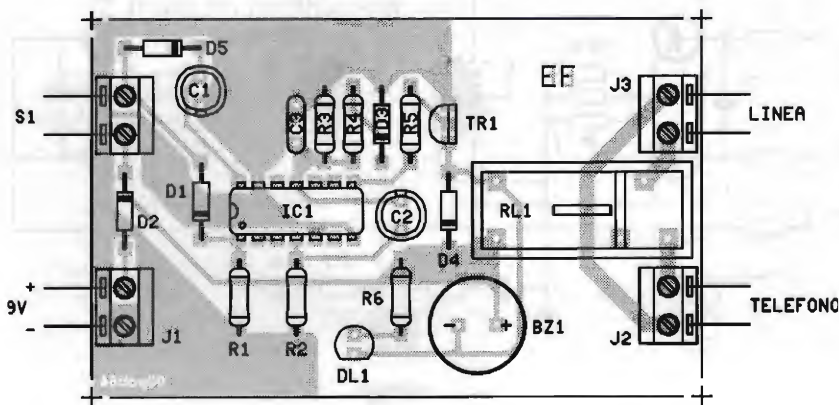 D5
C1
EF
J3
S1
C3
R3
R4
D3
R5
TR1
LINEA
D1
IC1
C2
RL1
D2
D4
+
9V
-
R6
- +
BZ1
TELEFONO
J1
R1
R2
DL1
J2